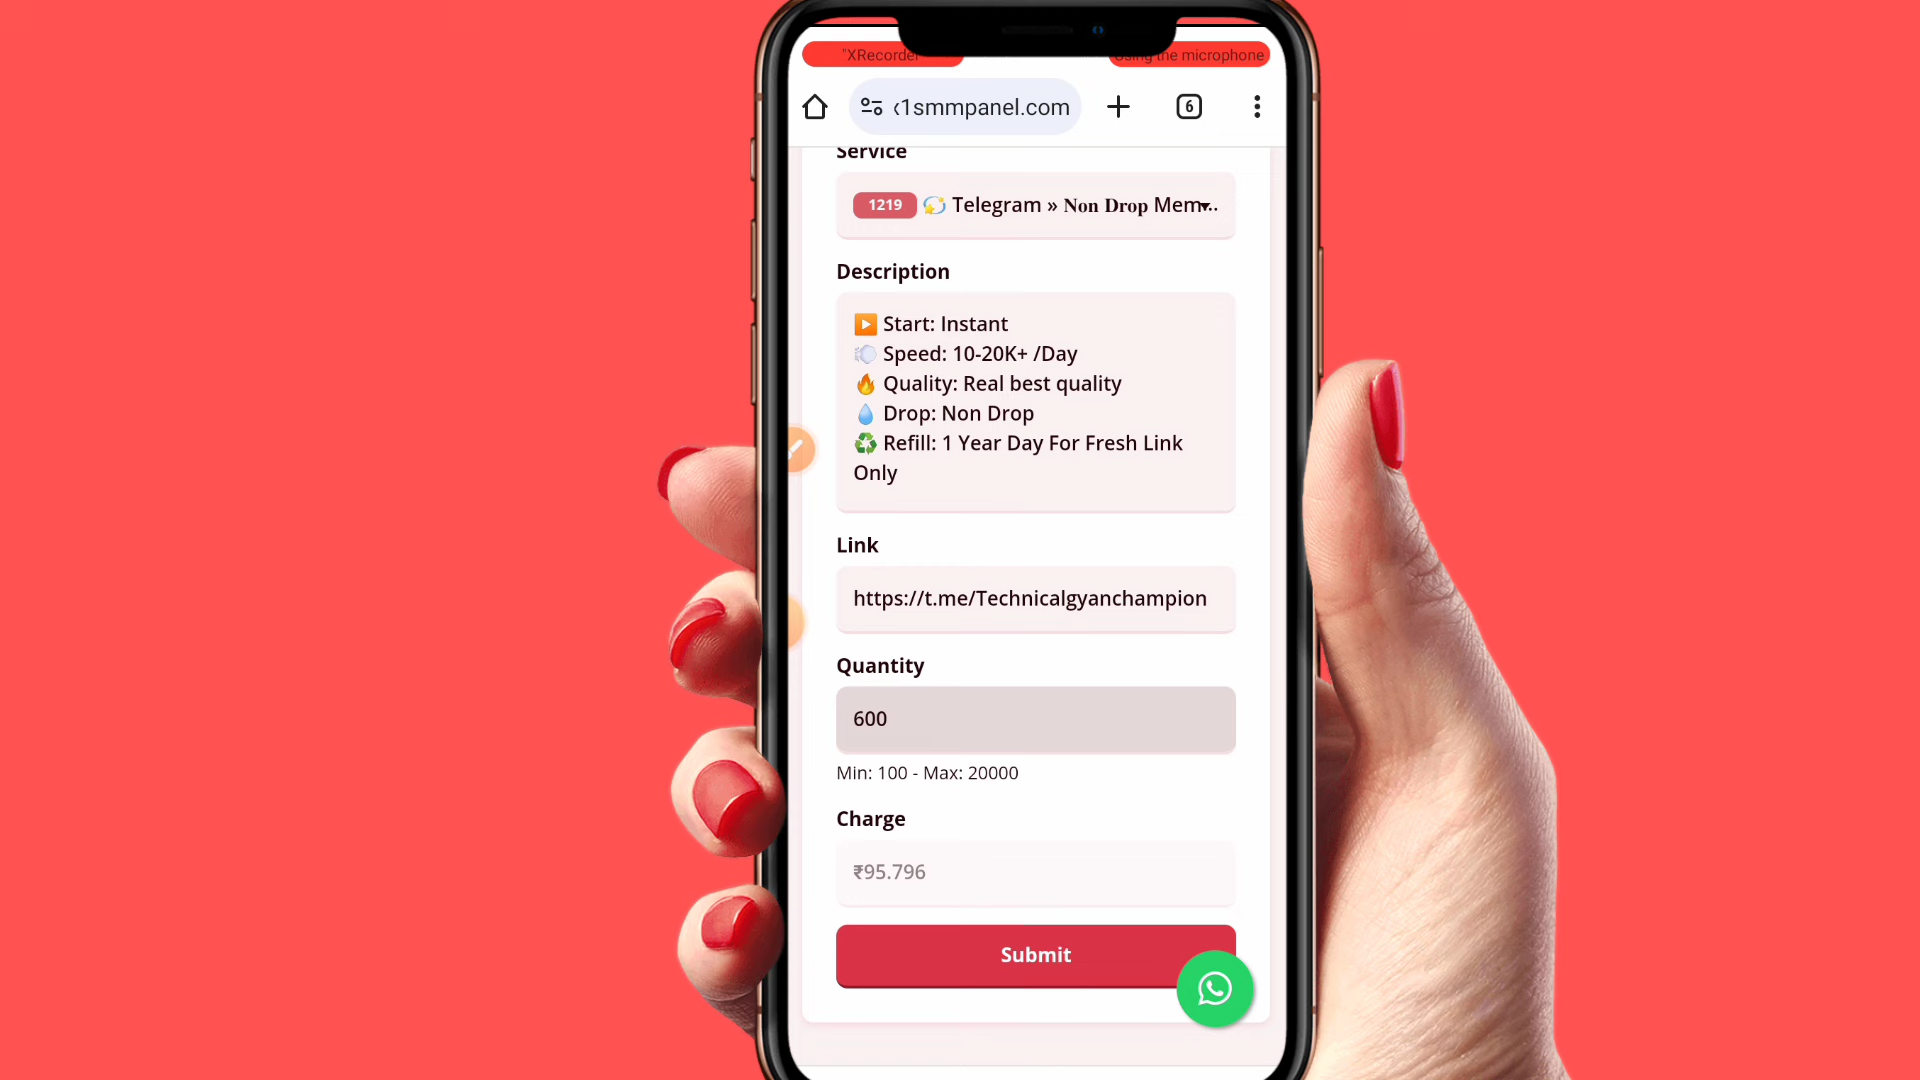 "XRecorder
Using the microphone
1smmpanel.com
6
Service
1219 Telegram » Non Drop Mem...
Description
Start: Instant
Speed: 10-20K+ /Day
Quality: Real best quality
Drop: Non Drop
Refill: 1 Year Day For Fresh Link
Only
Link
https://t.me/Technicalgyanchampion
Quantity
600
Min: 100 - Max: 20000
Charge
₹95.796
Submit